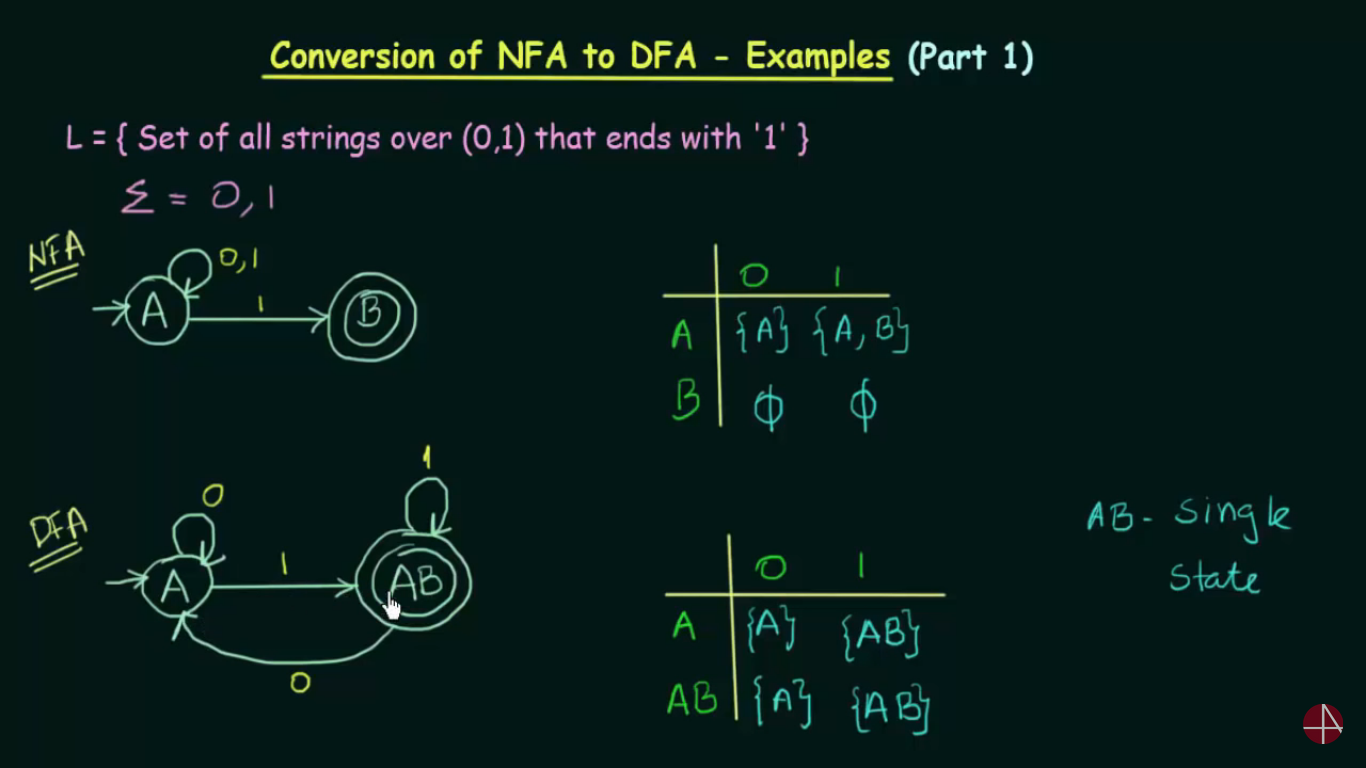 Conversion of NFA to DFA - Examples (Part 1)
L = { Set of all strings over (0,1) that ends with '1' }
Σ = 0, 1
NFA
0,1
A
1
B
0 1
A {A} {A, B}
B ϕ ϕ
DFA
0
1
A
1
AB
0
0 1
A {A} {AB}
AB {A} {AB}
AB - Single
State